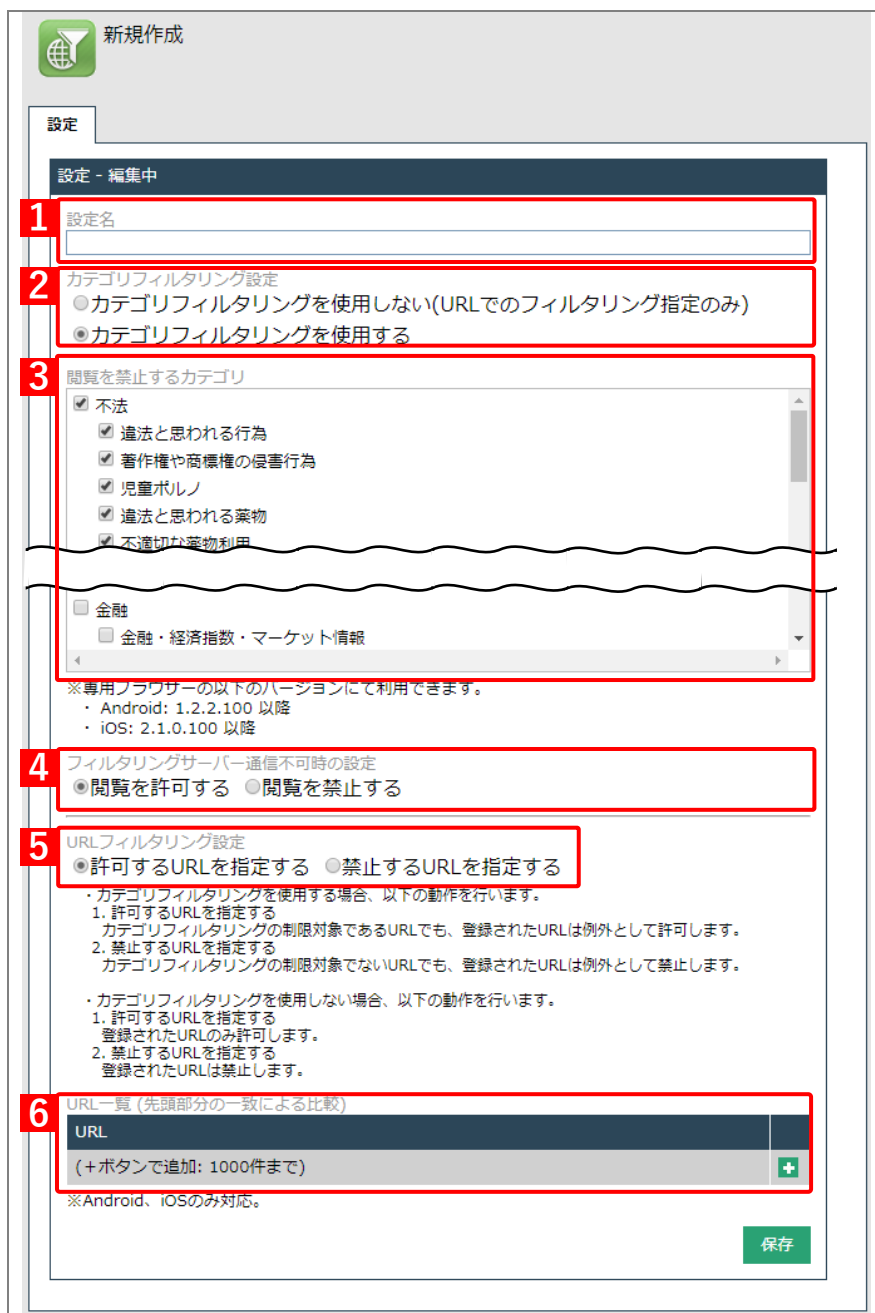 新規作成
設定
設定 - 編集中
1
設定名
2
カテゴリフィルタリング設定
カテゴリフィルタリングを使用しない(URLでのフィルタリング指定のみ)
カテゴリフィルタリングを使用する
3
閲覧を禁止するカテゴリ
不法
違法と思われる行為
著作権や商標権の侵害行為
児童ポルノ
違法と思われる薬物
不適切な薬物利用
金融
金融・経済指数・マーケット情報
※専用ブラウザーの以下のバージョンにて利用できます。
・ Android: 1.2.2.100 以降
・ iOS: 2.1.0.100 以降
4
フィルタリングサーバー通信不可時の設定
閲覧を許可する 閲覧を禁止する
5
URLフィルタリング設定
許可するURLを指定する 禁止するURLを指定する
・カテゴリフィルタリングを使用する場合、以下の動作を行います。
1. 許可するURLを指定する
カテゴリフィルタリングの制限対象であるURLでも、登録されたURLは例外として許可します。
2. 禁止するURLを指定する
カテゴリフィルタリングの制限対象でないURLでも、登録されたURLは例外として禁止します。
・カテゴリフィルタリングを使用しない場合、以下の動作を行います。
1. 許可するURLを指定する
登録されたURLのみ許可します。
2. 禁止するURLを指定する
登録されたURLは禁止します。
6
URL一覧 (先頭部分の一致による比較)
URL
(+ボタンで追加: 1000件まで)
※Android、iOSのみ対応。
保存